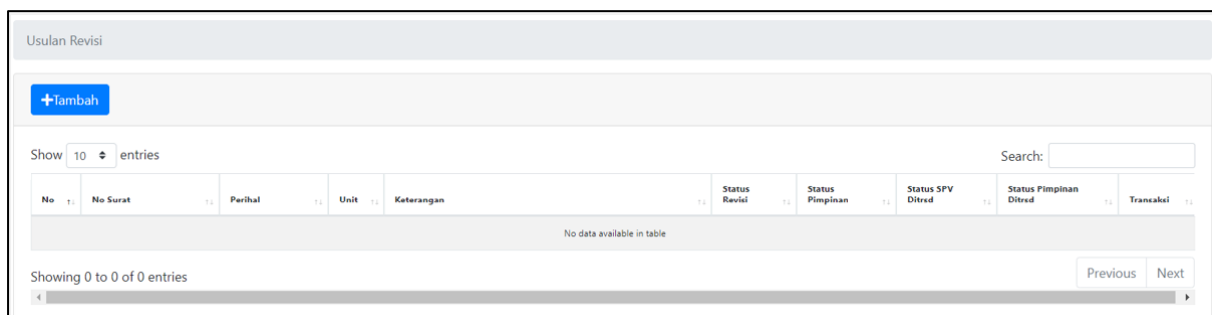 Usulan Revisi
+Tambah
Show 10 entries
Search:
No No Surat Perihal Unit Keterangan Status Revisi Status Pimpinan Status SPV Ditrsd Status Pimpinan Ditrsd Transaksi
No data available in table
Showing 0 to 0 of 0 entries
Previous Next